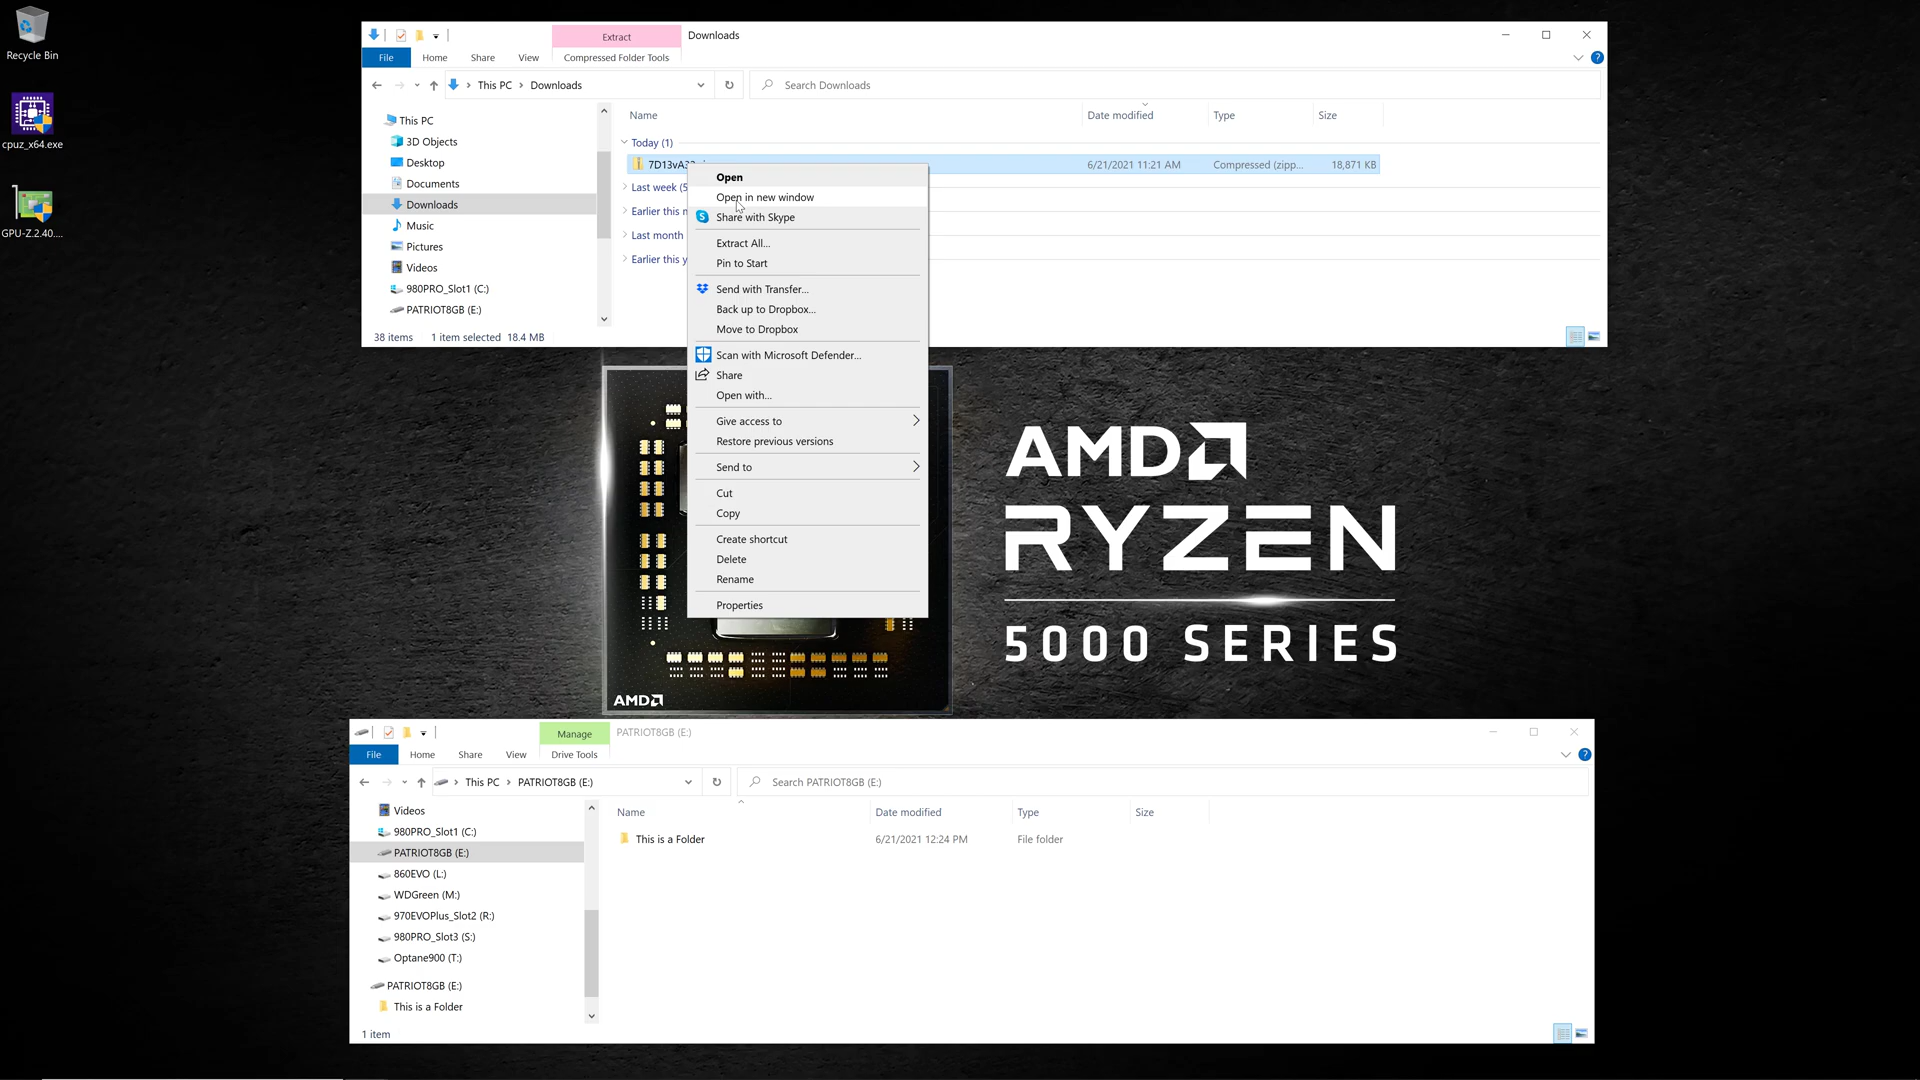 Recycle Bin
cpuz_x64.exe
GPU-Z.2.40....
Extract
Downloads
File
Home
Share
View
Compressed Folder Tools
This PC
Downloads
Search Downloads
This PC
3D Objects
Desktop
Documents
Downloads
Music
Pictures
Videos
980PRO_Slot1 (C:)
PATRIOT8GB (E:)
Name
Date modified
Type
Size
Today (1)
6/21/2021 11:21 AM
Compressed (zipp...
18,871 KB
Last week (5
Earlier this m
Last month
Earlier this y
38 items
1 item selected
18.4 MB
Open
Open in new window
Share with Skype
Extract All...
Pin to Start
Send with Transfer...
Back up to Dropbox...
Move to Dropbox
Scan with Microsoft Defender...
Share
Open with...
Give access to
Restore previous versions
Send to
Cut
Copy
Create shortcut
Delete
Rename
Properties
AMD
RYZEN
5000 SERIES
AMD
Manage
PATRIOT8GB (E:)
File
Home
Share
View
Drive Tools
This PC
PATRIOT8GB (E:)
Search PATRIOT8GB (E:)
Videos
980PRO_Slot1 (C:)
PATRIOT8GB (E:)
860EVO (L:)
WDGreen (M:)
970EVOPlus_Slot2 (R:)
980PRO_Slot3 (S:)
Optane900 (T:)
PATRIOT8GB (E:)
This is a Folder
Name
Date modified
Type
Size
This is a Folder
6/21/2021 12:24 PM
File folder
1 item